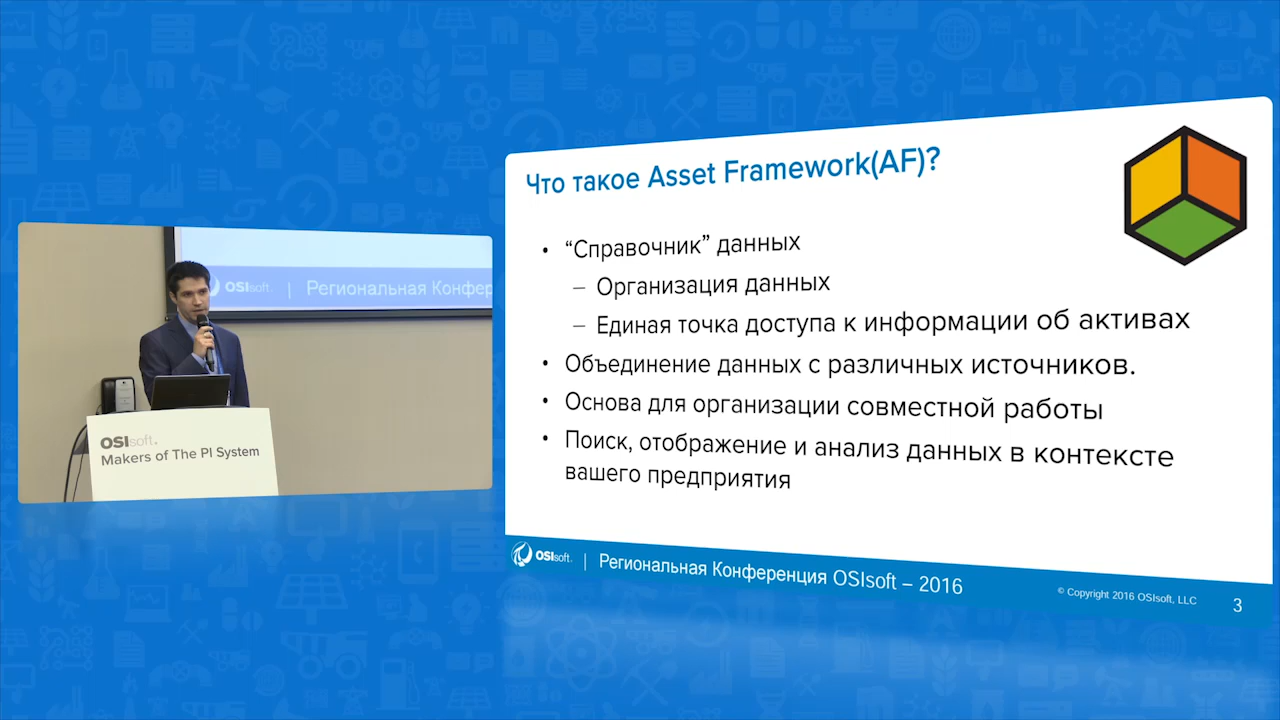 OSIsoft.
Региональная Конфер
OSIsoft.
Makers of The PI System
Что такое Asset Framework(AF)?
• “Справочник” данных
– Организация данных
– Единая точка доступа к информации об активах
• Объединение данных с различных источников.
• Основа для организации совместной работы
• Поиск, отображение и анализ данных в контексте
вашего предприятия
OSIsoft. | Региональная Конференция OSIsoft – 2016
© Copyright 2016 OSIsoft, LLC
3